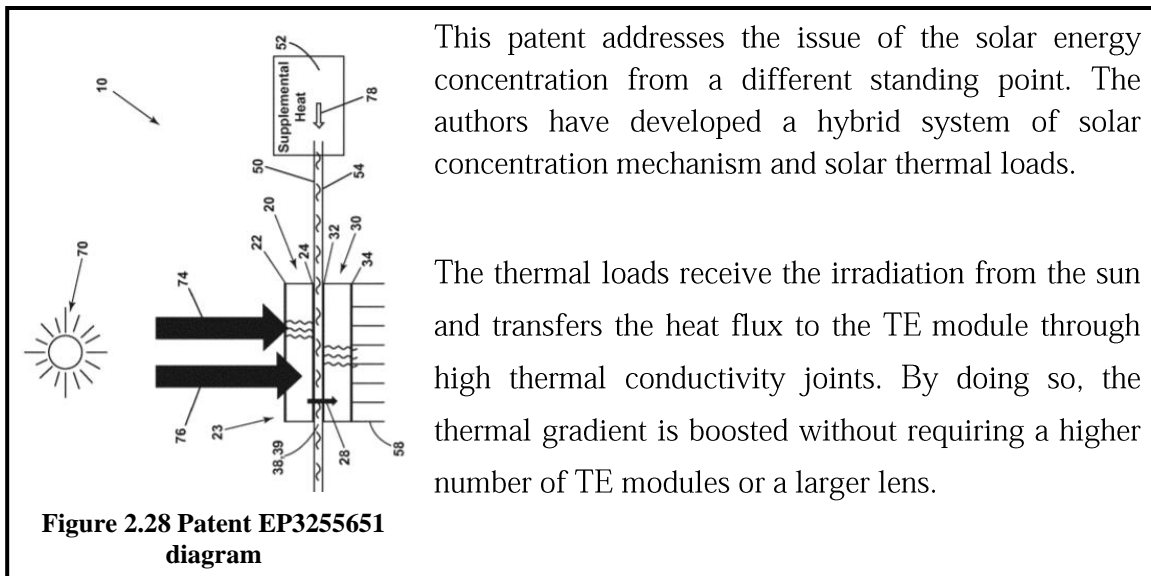 10
52
Supplemental
Heat
78
50
54
20
32
30
22
24
34
70
74
76
23
38,39
28
58
Figure 2.28 Patent EP3255651
diagram
This patent addresses the issue of the solar energy
concentration from a different standing point. The
authors have developed a hybrid system of solar
concentration mechanism and solar thermal loads.
The thermal loads receive the irradiation from the sun
and transfers the heat flux to the TE module through
high thermal conductivity joints. By doing so, the
thermal gradient is boosted without requiring a higher
number of TE modules or a larger lens.